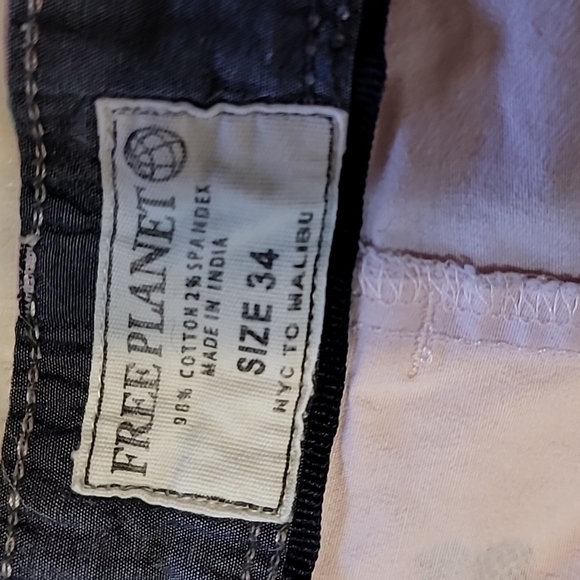 FREE PLANET
98% COTTON 2% SPANDEX
MADE IN INDIA
SIZE 34
NYC TO MALIBU